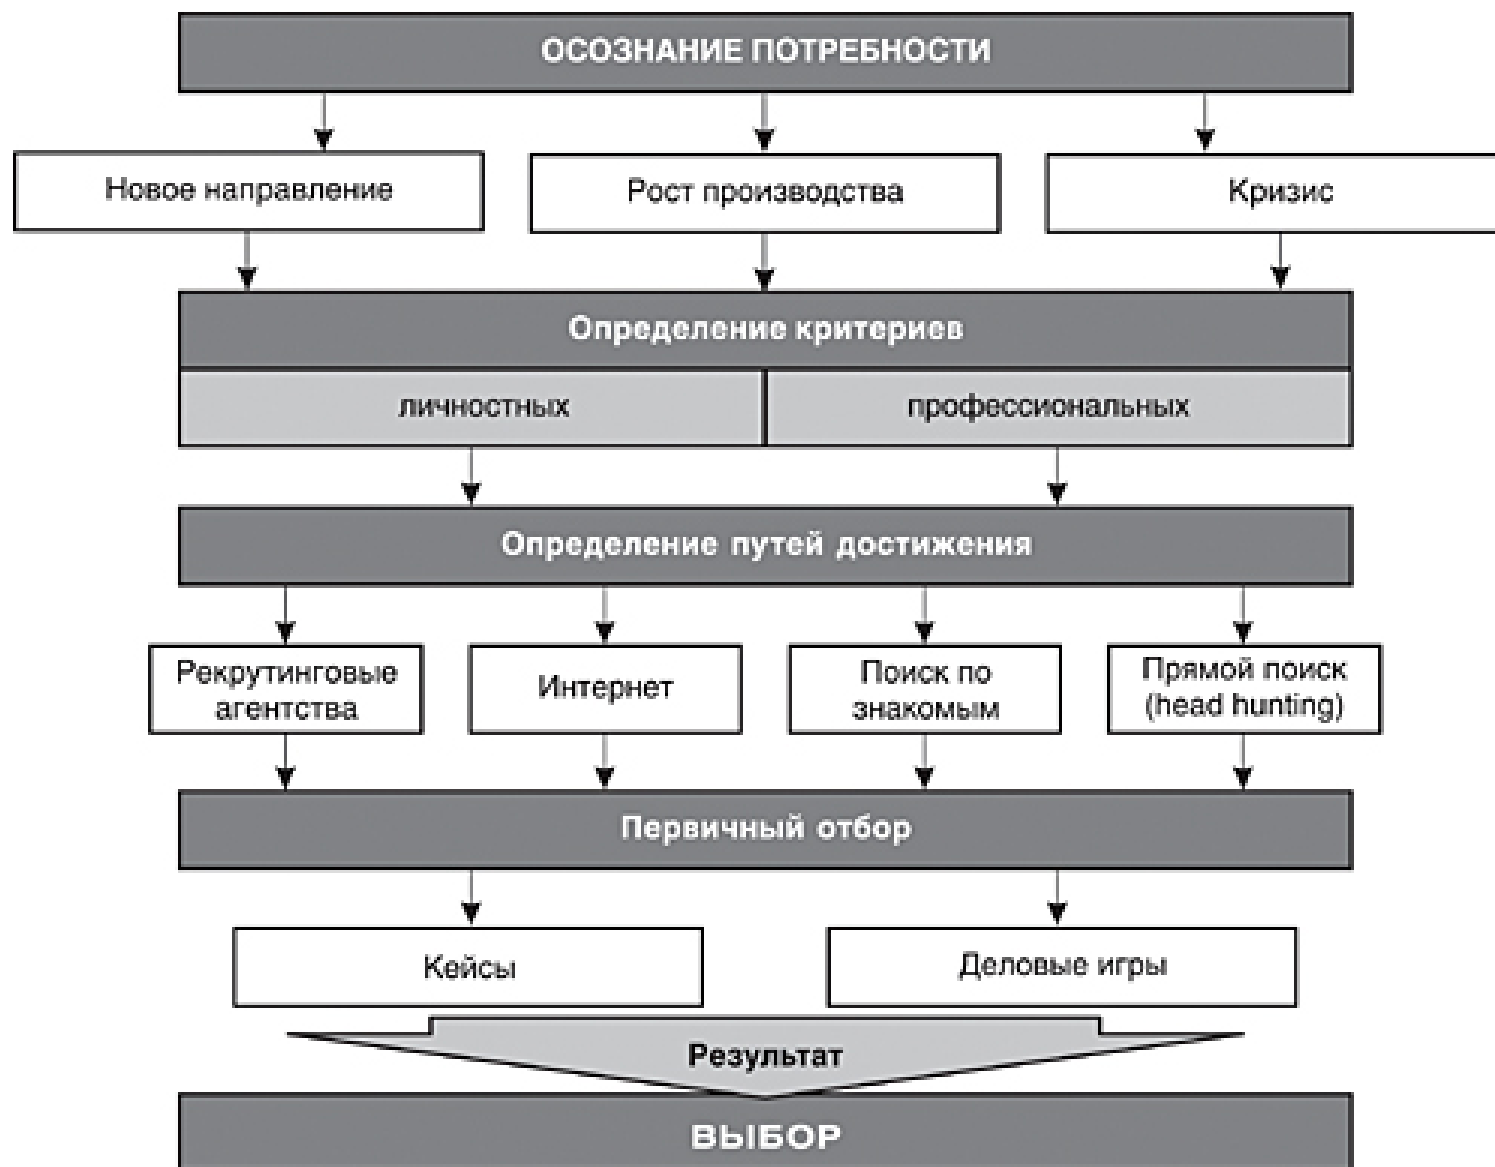 ОСОЗНАНИЕ ПОТРЕБНОСТИ
Новое направление
Рост производства
Кризис
Определение критериев
личностных
профессиональных
Определение путей достижения
Рекрутинговые
агентства
Интернет
Поиск по
знакомым
Прямой поиск
(head hunting)
Первичный отбор
Кейсы
Деловые игры
Результат
ВЫБОР